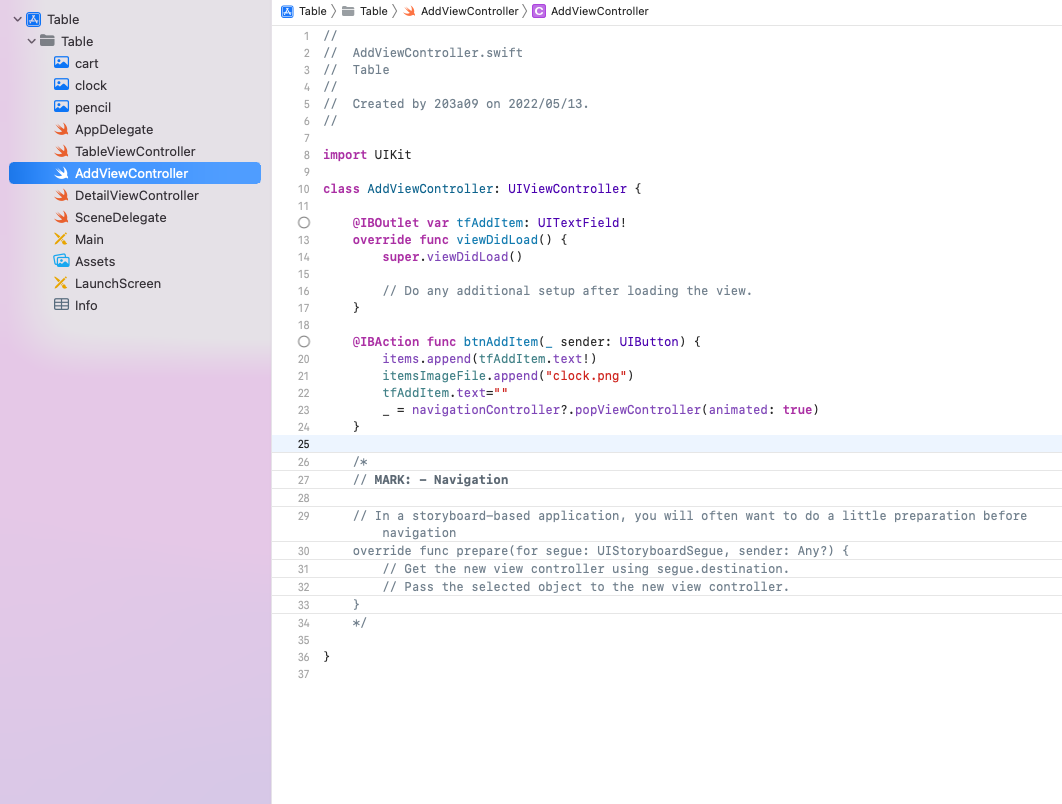 Table
Table
cart
clock
pencil
AppDelegate
TableViewController
AddViewController
DetailViewController
SceneDelegate
Main
Assets
LaunchScreen
Info
Table 〉 Table 〉 AddViewController 〉 C AddViewController
1 //
2 //  AddViewController.swift
3 //  Table
4 //
5 //  Created by 203a09 on 2022/05/13.
6 //
7
8 import UIKit
9
10 class AddViewController: UIViewController {
11
    @IBOutlet var tfAddItem: UITextField!
13     override func viewDidLoad() {
14         super.viewDidLoad()
15
16         // Do any additional setup after loading the view.
17     }
18
    @IBAction func btnAddItem(_ sender: UIButton) {
20         items.append(tfAddItem.text!)
21         itemsImageFile.append("clock.png")
22         tfAddItem.text=""
23         _ = navigationController?.popViewController(animated: true)
24     }
25
26     /*
27     // MARK: - Navigation
28
29     // In a storyboard-based application, you will often want to do a little preparation before
navigation
30     override func prepare(for segue: UIStoryboardSegue, sender: Any?) {
31         // Get the new view controller using segue.destination.
32         // Pass the selected object to the new view controller.
33     }
34     */
35
36 }
37